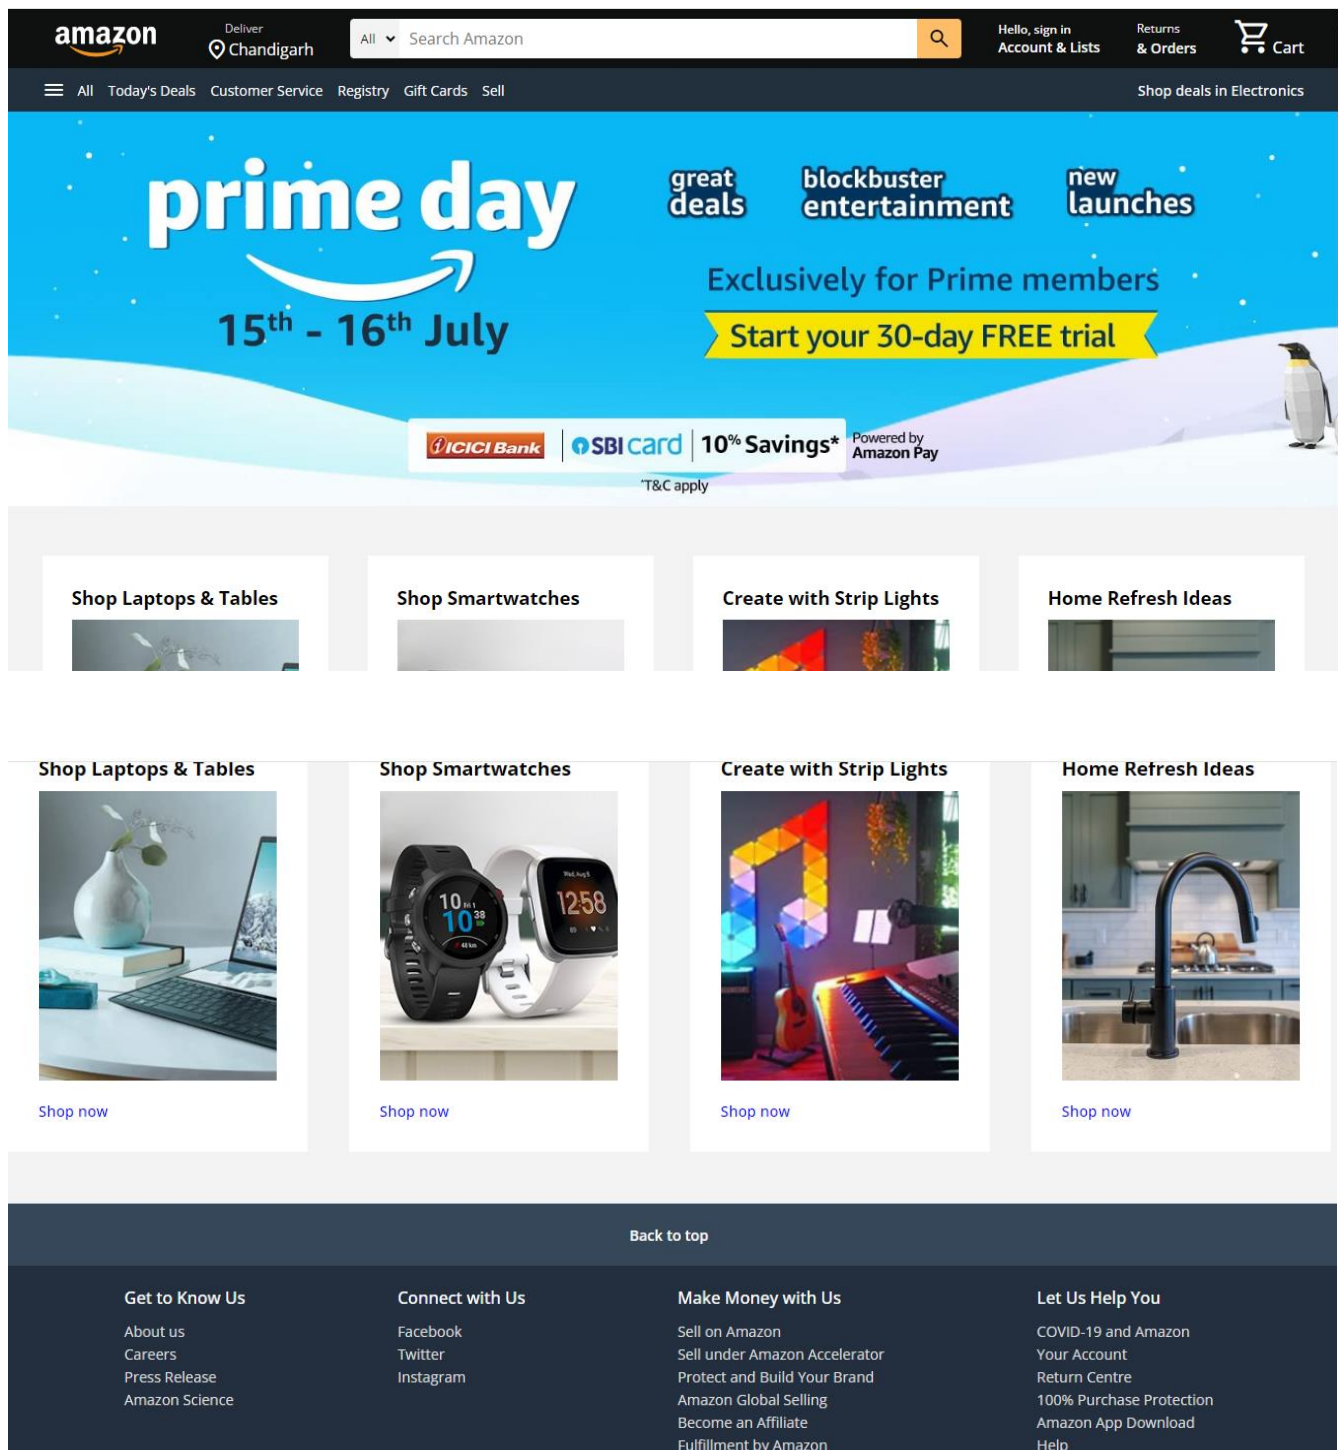 amazon
Deliver
Chandigarh
All
Search Amazon
Hello, sign in
Account & Lists
Returns
& Orders
Cart
All Today's Deals Customer Service Registry Gift Cards Sell
Shop deals in Electronics
prime day
15th - 16th July
great
deals
blockbuster
entertainment
new
launches
Exclusively for Prime members
Start your 30-day FREE trial
ICICI Bank
SBI card
10% Savings*
Powered by
Amazon Pay
*T&C apply
Shop Laptops & Tables
Shop Smartwatches
Create with Strip Lights
Home Refresh Ideas
Shop Laptops & Tables
Shop Smartwatches
10
10 38
48 km
Wed, Aug 8
12:58
Create with Strip Lights
Home Refresh Ideas
Shop now
Shop now
Shop now
Shop now
Back to top
Get to Know Us
About us
Careers
Press Release
Amazon Science
Connect with Us
Facebook
Twitter
Instagram
Make Money with Us
Sell on Amazon
Sell under Amazon Accelerator
Protect and Build Your Brand
Amazon Global Selling
Become an Affiliate
Fulfillment by Amazon
Let Us Help You
COVID-19 and Amazon
Your Account
Return Centre
100% Purchase Protection
Amazon App Download
Help